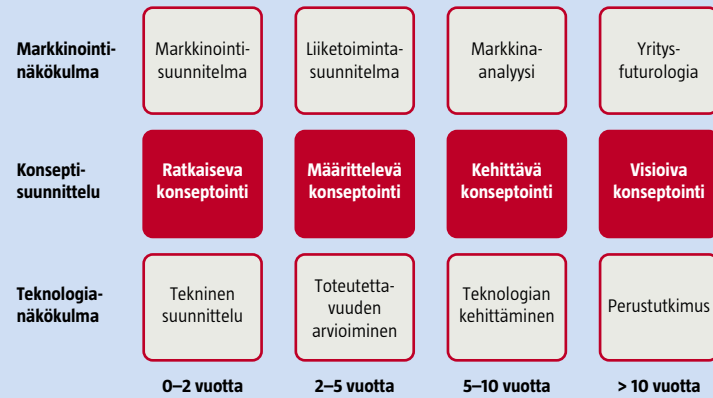 Markkinointi-
näkökulma
Markkinointi-
suunnitelma
Liiketoiminta-
suunnitelma
Markkina-
analyysi
Yritys-
futurologia
Konsepti-
suunnittelu
Ratkaiseva
konseptointi
Määrittelevä
konseptointi
Kehittävä
konseptointi
Visioiva
konseptointi
Teknologia-
näkökulma
Tekninen
suunnittelu
Toteutetta-
vuuden
arvioiminen
Teknologian
kehittäminen
Perustutkimus
0–2 vuotta
2–5 vuotta
5–10 vuotta
> 10 vuotta